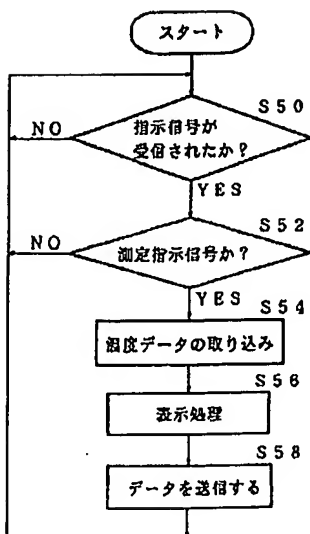 スタート
S50
指示信号が
受信されたか?
NO
YES
S52
測定指示信号か?
NO
YES
S54
温度データの取り込み
S56
表示処理
S58
データを送信する